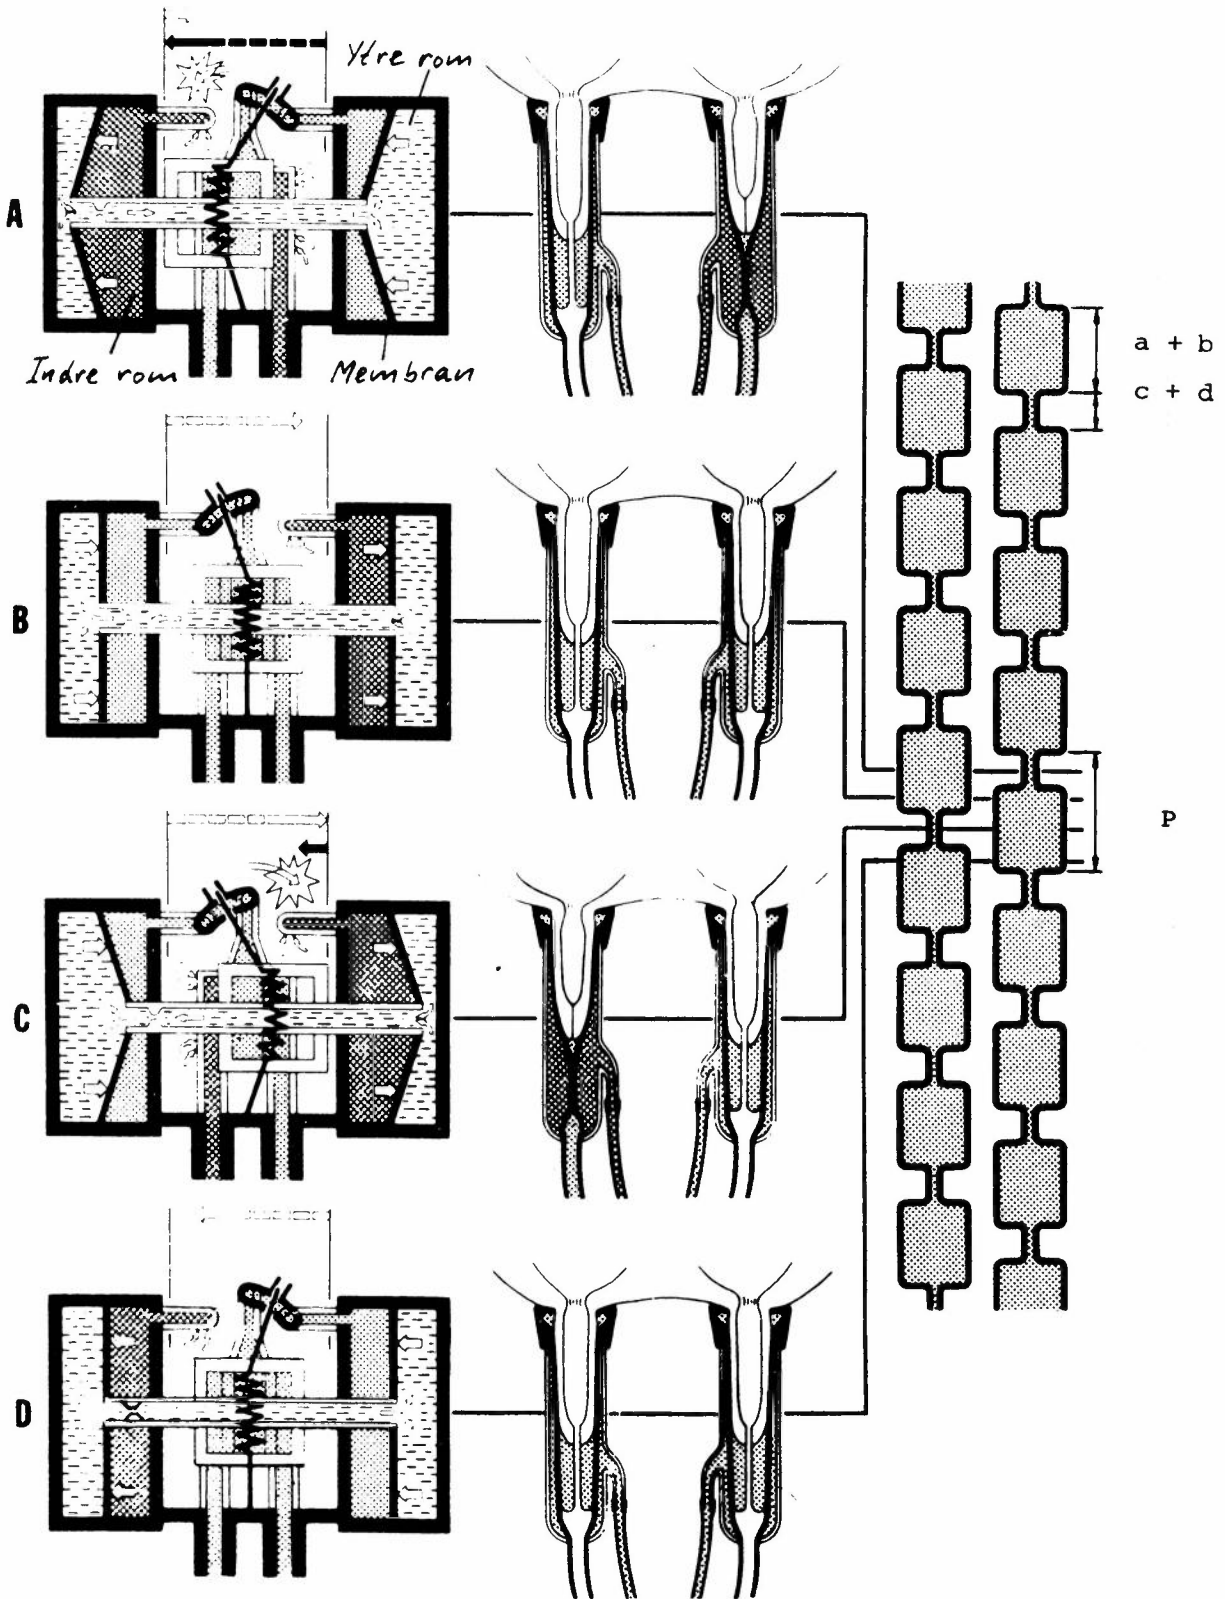 Ytre rom
A
Indre rom
Membran
a + b
c + d
B
P
C
D